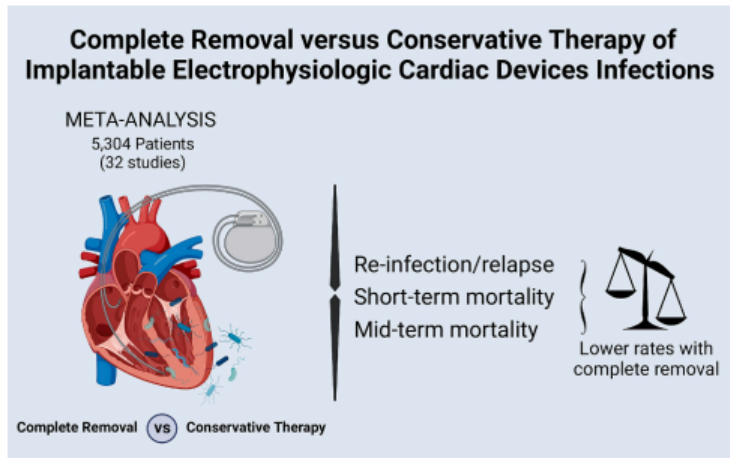 Complete Removal versus Conservative Therapy of
Implantable Electrophysiologic Cardiac Devices Infections
META-ANALYSIS
5,304 Patients
(32 studies)
Re-infection/relapse
Short-term mortality
Mid-term mortality
Lower rates with
complete removal
Complete Removal vs Conservative Therapy